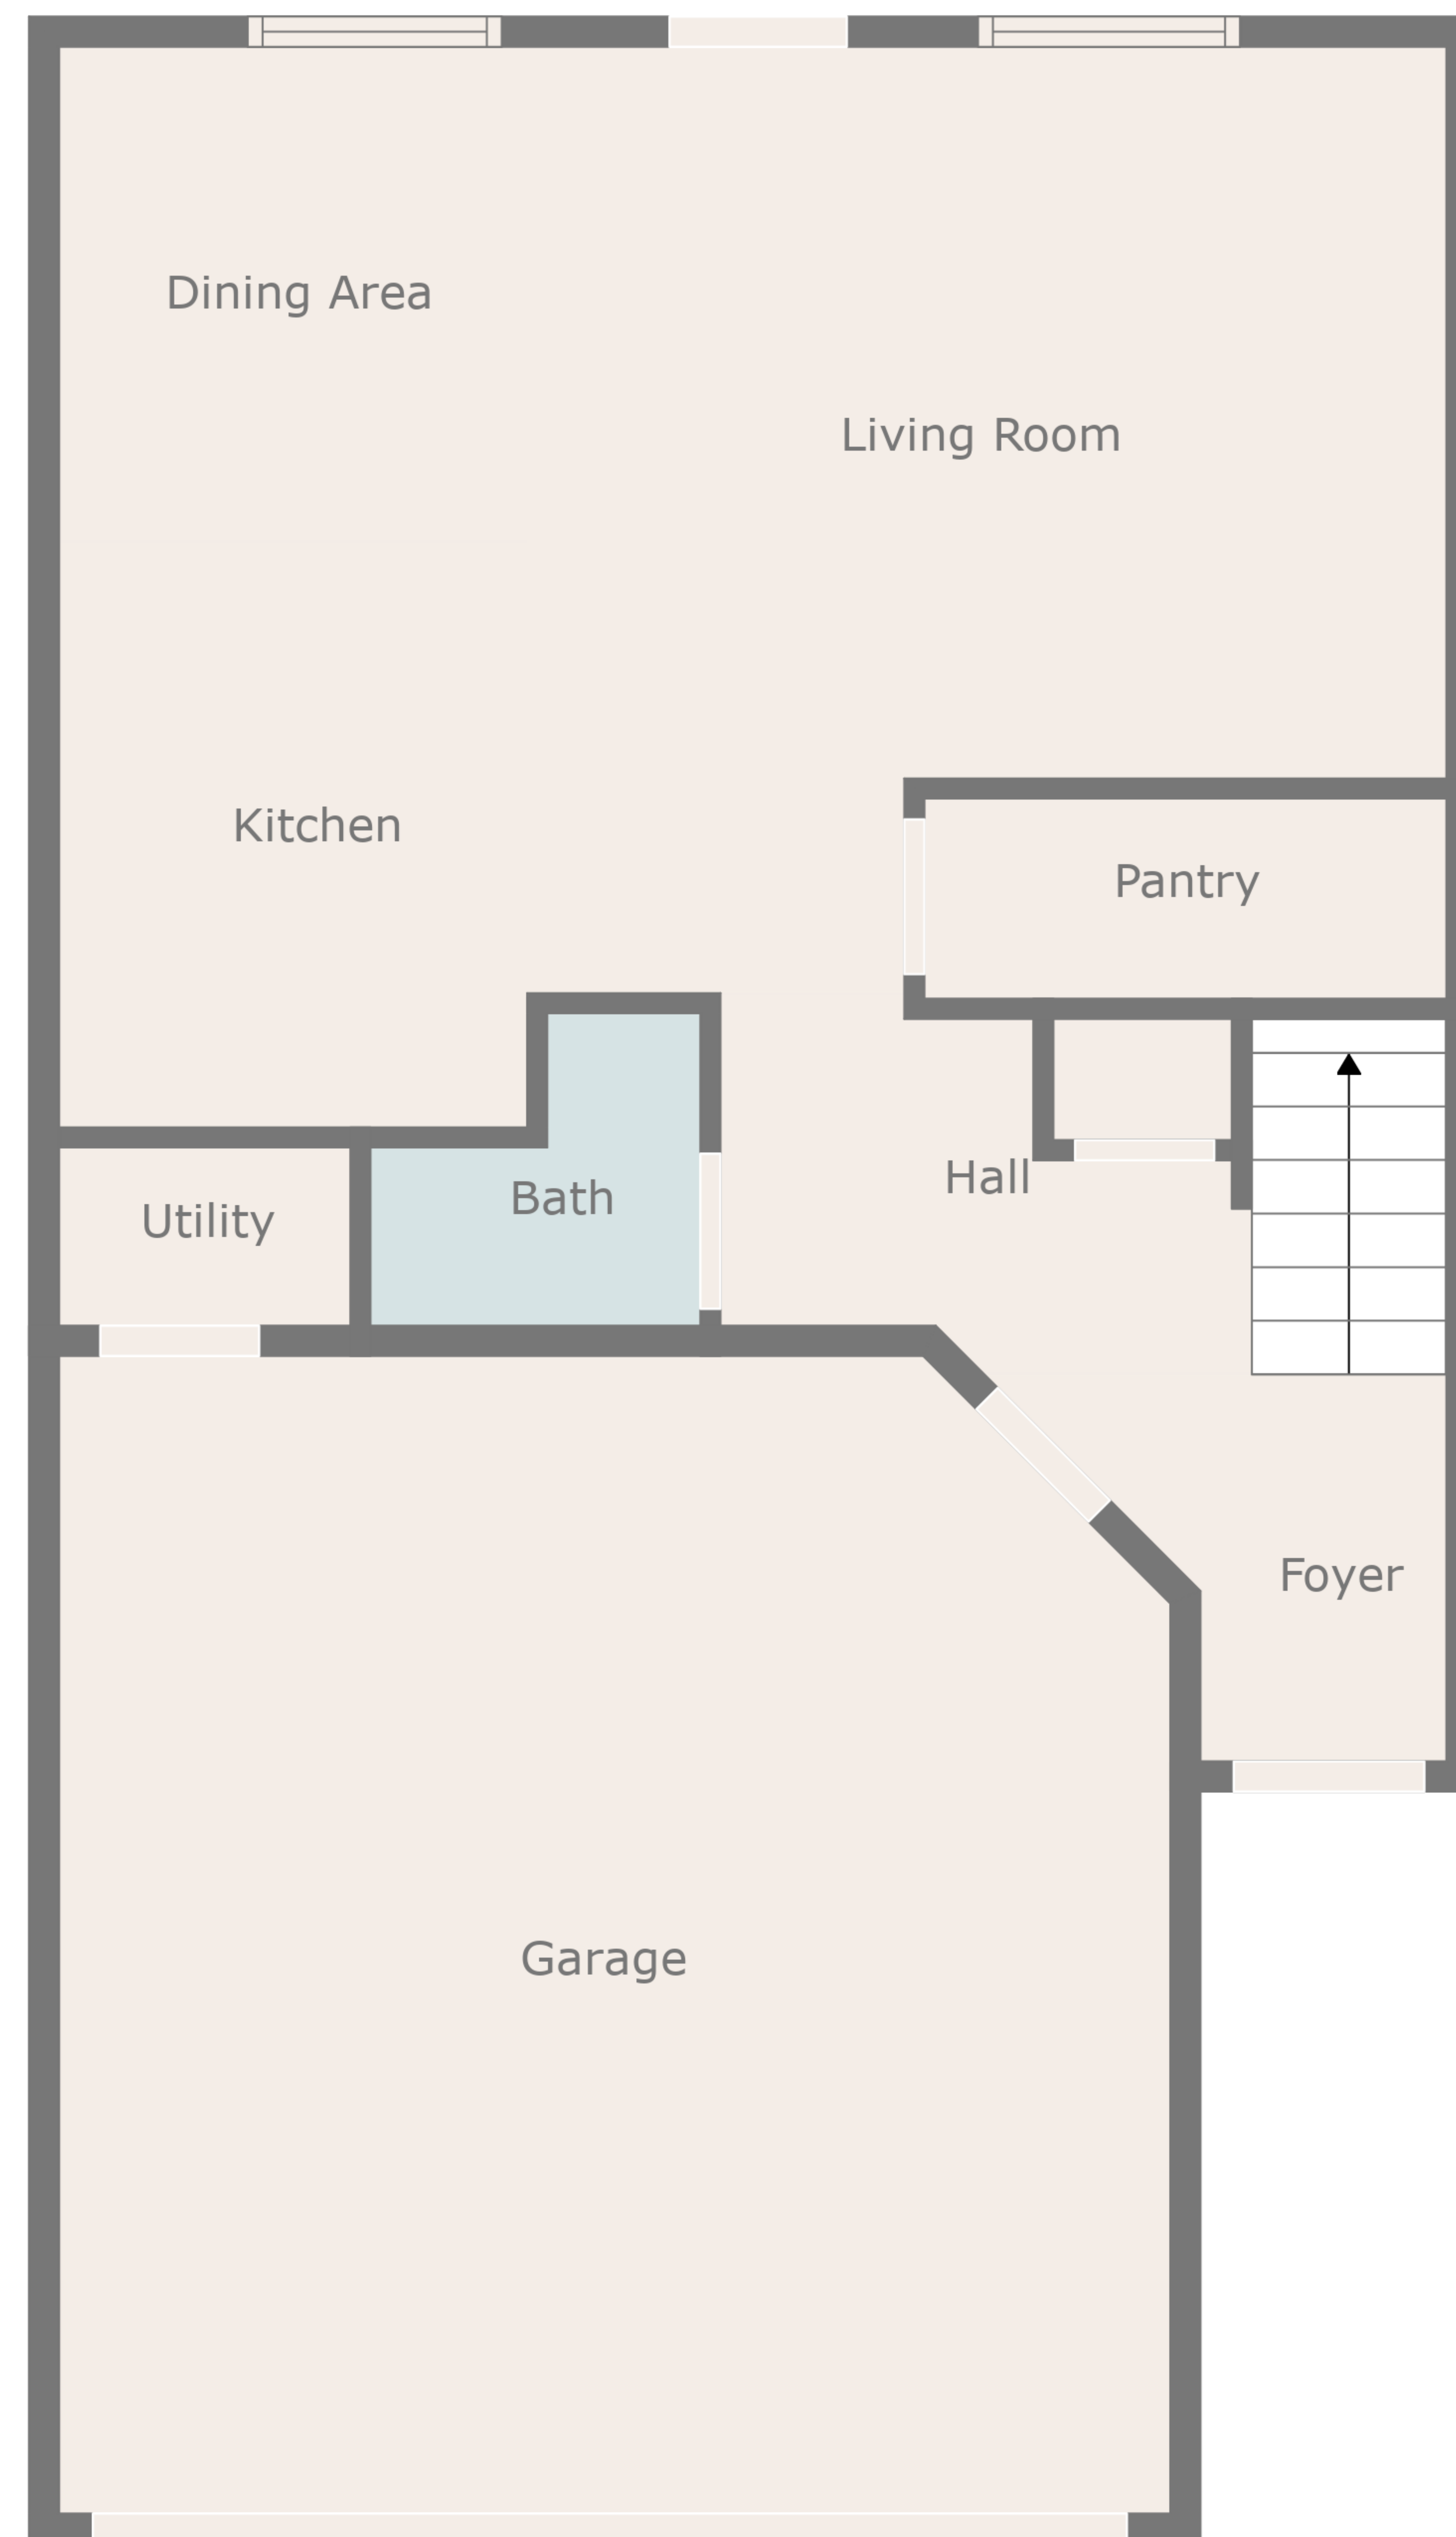 Dining Area
Living Room
Kitchen
Pantry
Hall
Bath
Utility
Foyer
Garage